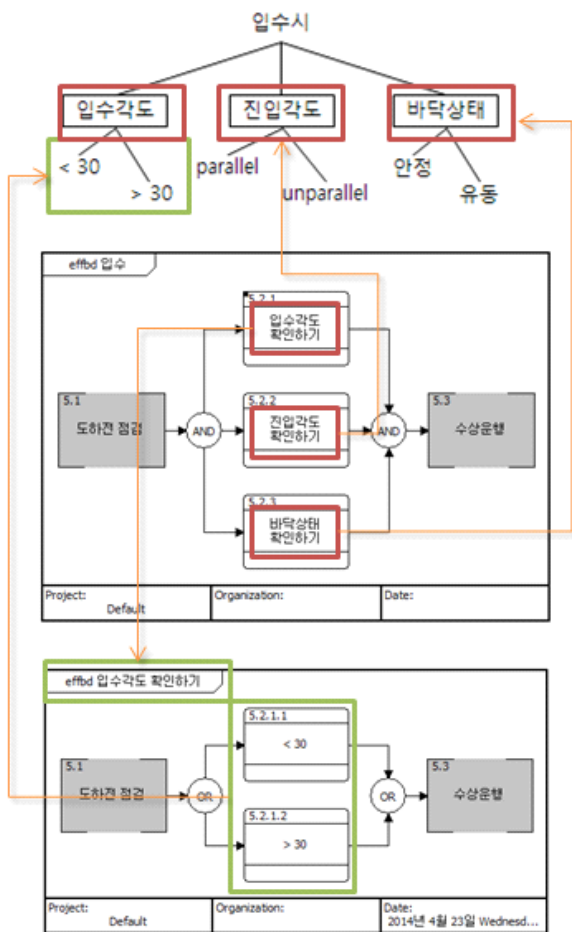 입수시
입수각도
진입각도
바닥상태
< 30
> 30
parallel
unparallel
안정
유동
effbd 입수
5.2.1
입수각도
확인하기
5.1
도하전 점검
AND
5.2.2
진입각도
확인하기
AND
5.3
수상운행
5.2.3
바닥상태
확인하기
Project:
Default
Organization:
Date:
effbd 입수각도 확인하기
5.2.1.1
< 30
5.1
도하전 점검
OR
OR
5.3
수상운행
5.2.1.2
> 30
Project:
Default
Organization:
Date:
2014년 4월 23일 Wednesd...